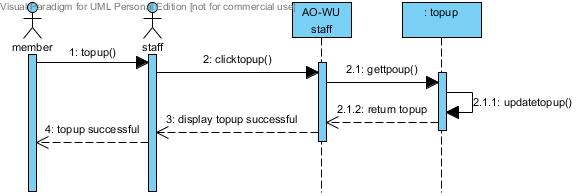 Visual Paradigm for UML Personal Edition [not for commercial use]
member
staff
AO-WU
staff
: topup
1: topup()
2: clicktopup()
2.1: gettpoup()
2.1.1: updatetopup()
2.1.2: return topup
3: display topup successful
4: topup successful